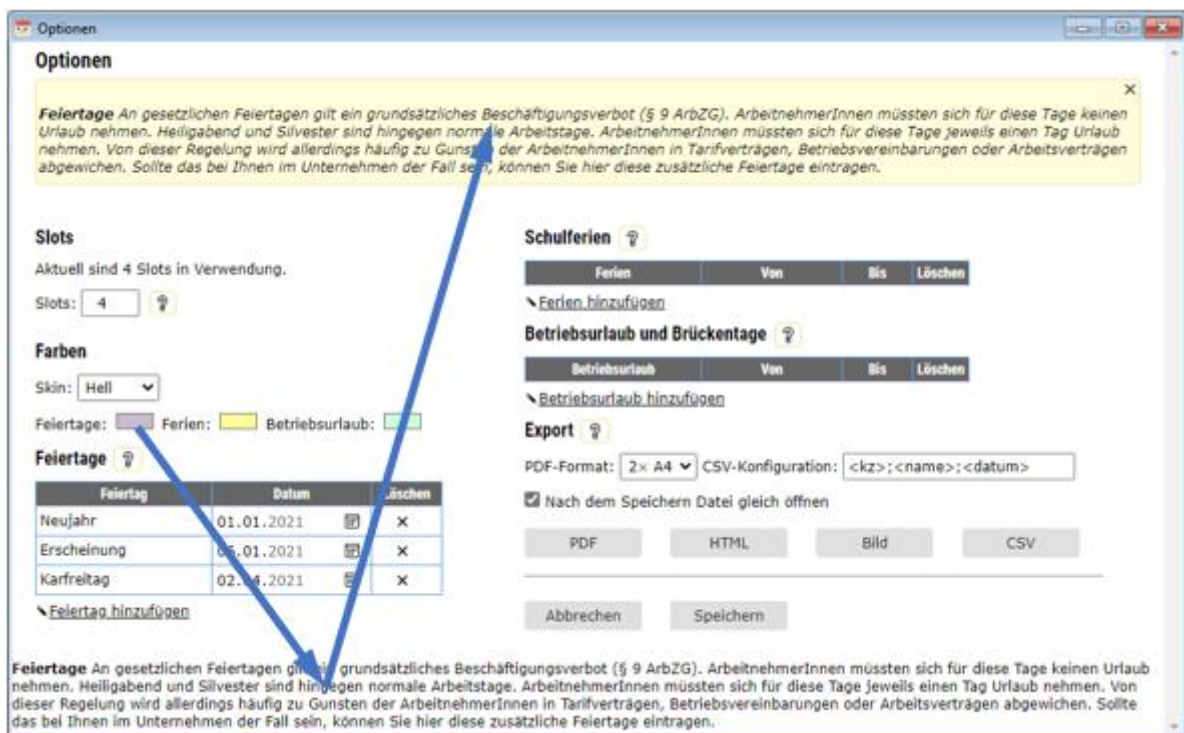 Optionen
Optionen
Feiertage An gesetzlichen Feiertagen gilt ein grundsätzliches Beschäftigungsverbot (§ 9 ArbZG). ArbeitnehmerInnen müssten sich für diese Tage keinen
Urlaub nehmen. Heiligabend und Silvester sind hingegen normale Arbeitstage. ArbeitnehmerInnen müssten sich für diese Tage jeweils einen Tag Urlaub
nehmen. Von dieser Regelung wird allerdings häufig zu Gunsten der ArbeitnehmerInnen in Tarifverträgen, Betriebsvereinbarungen oder Arbeitsverträgen
abgewichen. Sollte das bei Ihnen im Unternehmen der Fall sein, können Sie hier diese zusätzliche Feiertage eintragen.
Slots
Aktuell sind 4 Slots in Verwendung.
Slots: 4 ?
Farben
Skin: Hell
Feiertage: Ferien: Betriebsurlaub:
Feiertage ?
Feiertag Datum Löschen
Neujahr 01.01.2021
Erscheinung 06.01.2021
Karfreitag 02.04.2021
Feiertag hinzufügen
Schulferien ?
Ferien Von Bis Löschen
Ferien hinzufügen
Betriebsurlaub und Brückentage ?
Betriebsurlaub Von Bis Löschen
Betriebsurlaub hinzufügen
Export ?
PDF-Format: 2× A4 CSV-Konfiguration: <kz>;<name>;<datum>
Nach dem Speichern Datei gleich öffnen
PDF HTML Bild CSV
Abbrechen Speichern
Feiertage An gesetzlichen Feiertagen gilt ein grundsätzliches Beschäftigungsverbot (§ 9 ArbZG). ArbeitnehmerInnen müssten sich für diese Tage keinen Urlaub
nehmen. Heiligabend und Silvester sind hingegen normale Arbeitstage. ArbeitnehmerInnen müssten sich für diese Tage jeweils einen Tag Urlaub nehmen. Von
dieser Regelung wird allerdings häufig zu Gunsten der ArbeitnehmerInnen in Tarifverträgen, Betriebsvereinbarungen oder Arbeitsverträgen abgewichen. Sollte
das bei Ihnen im Unternehmen der Fall sein, können Sie hier diese zusätzliche Feiertage eintragen.